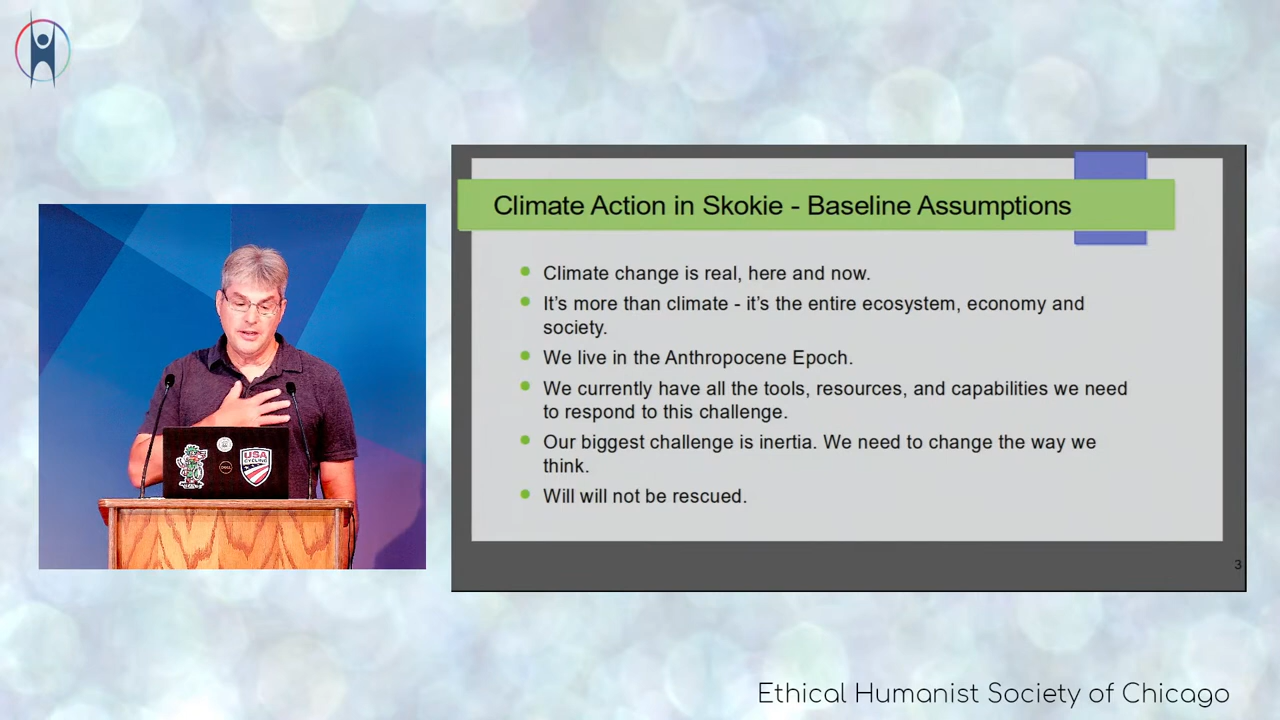 Climate Action in Skokie - Baseline Assumptions
Climate change is real, here and now.
It's more than climate - it's the entire ecosystem, economy and
society.
We live in the Anthropocene Epoch.
We currently have all the tools, resources, and capabilities we need
to respond to this challenge.
Our biggest challenge is inertia. We need to change the way we
think.
Will will not be rescued.
3
USA
CYCLING
DELL
Ethical Humanist Society of Chicago